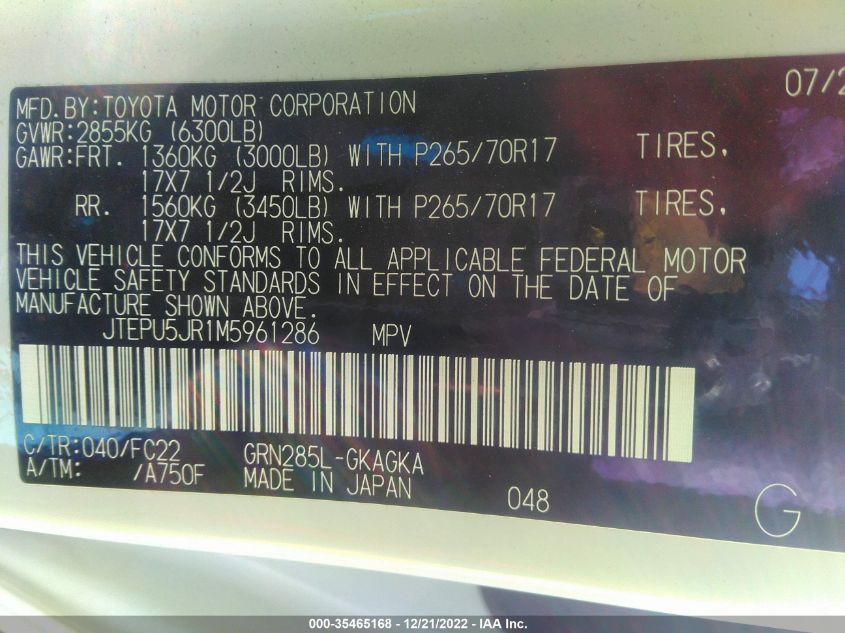 07/2
MFD.BY:TOYOTA MOTOR CORPORATION
GVWR:2855KG (6300LB)
GAWR:FRT. 1360KG (3000LB) WITH P265/70R17 TIRES,
17X7 1/2J RIMS.
RR. 1560KG (3450LB) WITH P265/70R17 TIRES,
17X7 1/2J RIMS.
THIS VEHICLE CONFORMS TO ALL APPLICABLE FEDERAL MOTOR
VEHICLE SAFETY STANDARDS IN EFFECT ON THE DATE OF
MANUFACTURE SHOWN ABOVE.
JTEPU5JR1M5961286 MPV
C/TR:040/FC22 GRN285L-GKAGKA
A/TM: /A750F MADE IN JAPAN
048
G
000-35465168 - 12/21/2022 - IAA Inc.